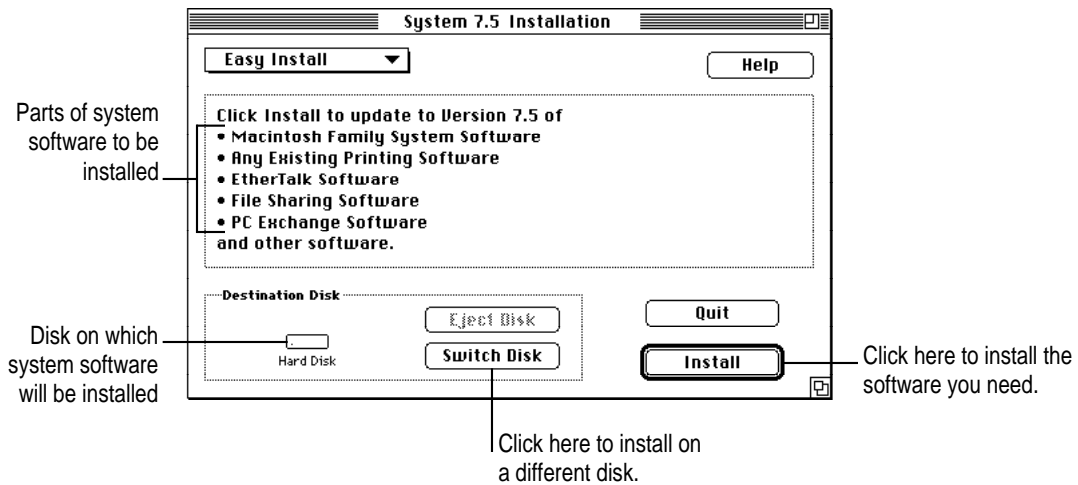 System 7.5 Installation
Easy Install
Help
Parts of system
software to be
installed
Click Install to update to Version 7.5 of
• Macintosh Family System Software
• Any Existing Printing Software
• EtherTalk Software
• File Sharing Software
• PC Exchange Software
and other software.
Destination Disk
Disk on which
system software
will be installed
Hard Disk
Eject Disk
Switch Disk
Quit
Install
Click here to install the
software you need.
Click here to install on
a different disk.